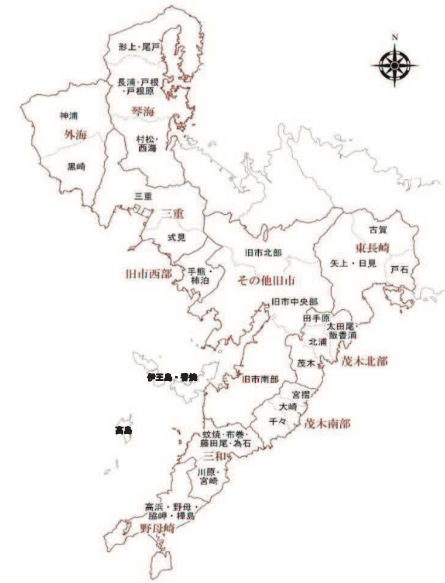 形上・尾戸
N
長浦・戸根
・戸根原
琴海
神浦
外海
村松・
西海
黒崎
三重
三重
式見
古賀
東長崎
矢上・日見
戸石
旧市北部
旧市西部
手熊・
柿泊
その他旧市
旧市中央部
田手原
太田尾・
飯香浦
北浦
茂木
茂木北部
伊王島・香焼
旧市南部
宮摺
大崎
千々
茂木南部
高島
蚊焼・布巻・
藤田尾・為石
三和
川原・
宮崎
高浜・野母・
脇岬・樺島
野母崎